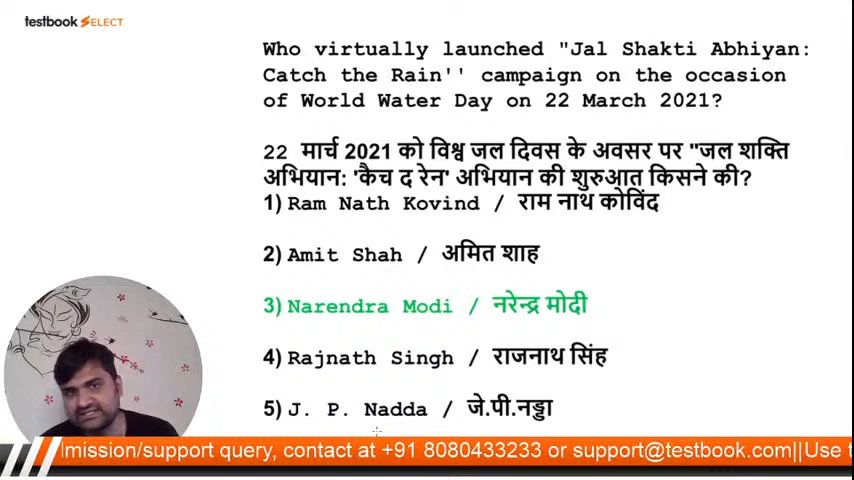 testbook SELECT
Who virtually launched "Jal Shakti Abhiyan:
Catch the Rain'' campaign on the occasion
of World Water Day on 22 March 2021?
22 मार्च 2021 को विश्व जल दिवस के अवसर पर "जल शक्ति
अभियान: 'कैच द रेन' अभियान की शुरुआत किसने की?
1) Ram Nath Kovind / राम नाथ कोविंद
2) Amit Shah / अमित शाह
3) Narendra Modi / नरेन्द्र मोदी
4) Rajnath Singh / राजनाथ सिंह
5) J. P. Nadda / जे.पी.नड्डा
mission/support query, contact at +91 8080433233 or support@testbook.com||Use